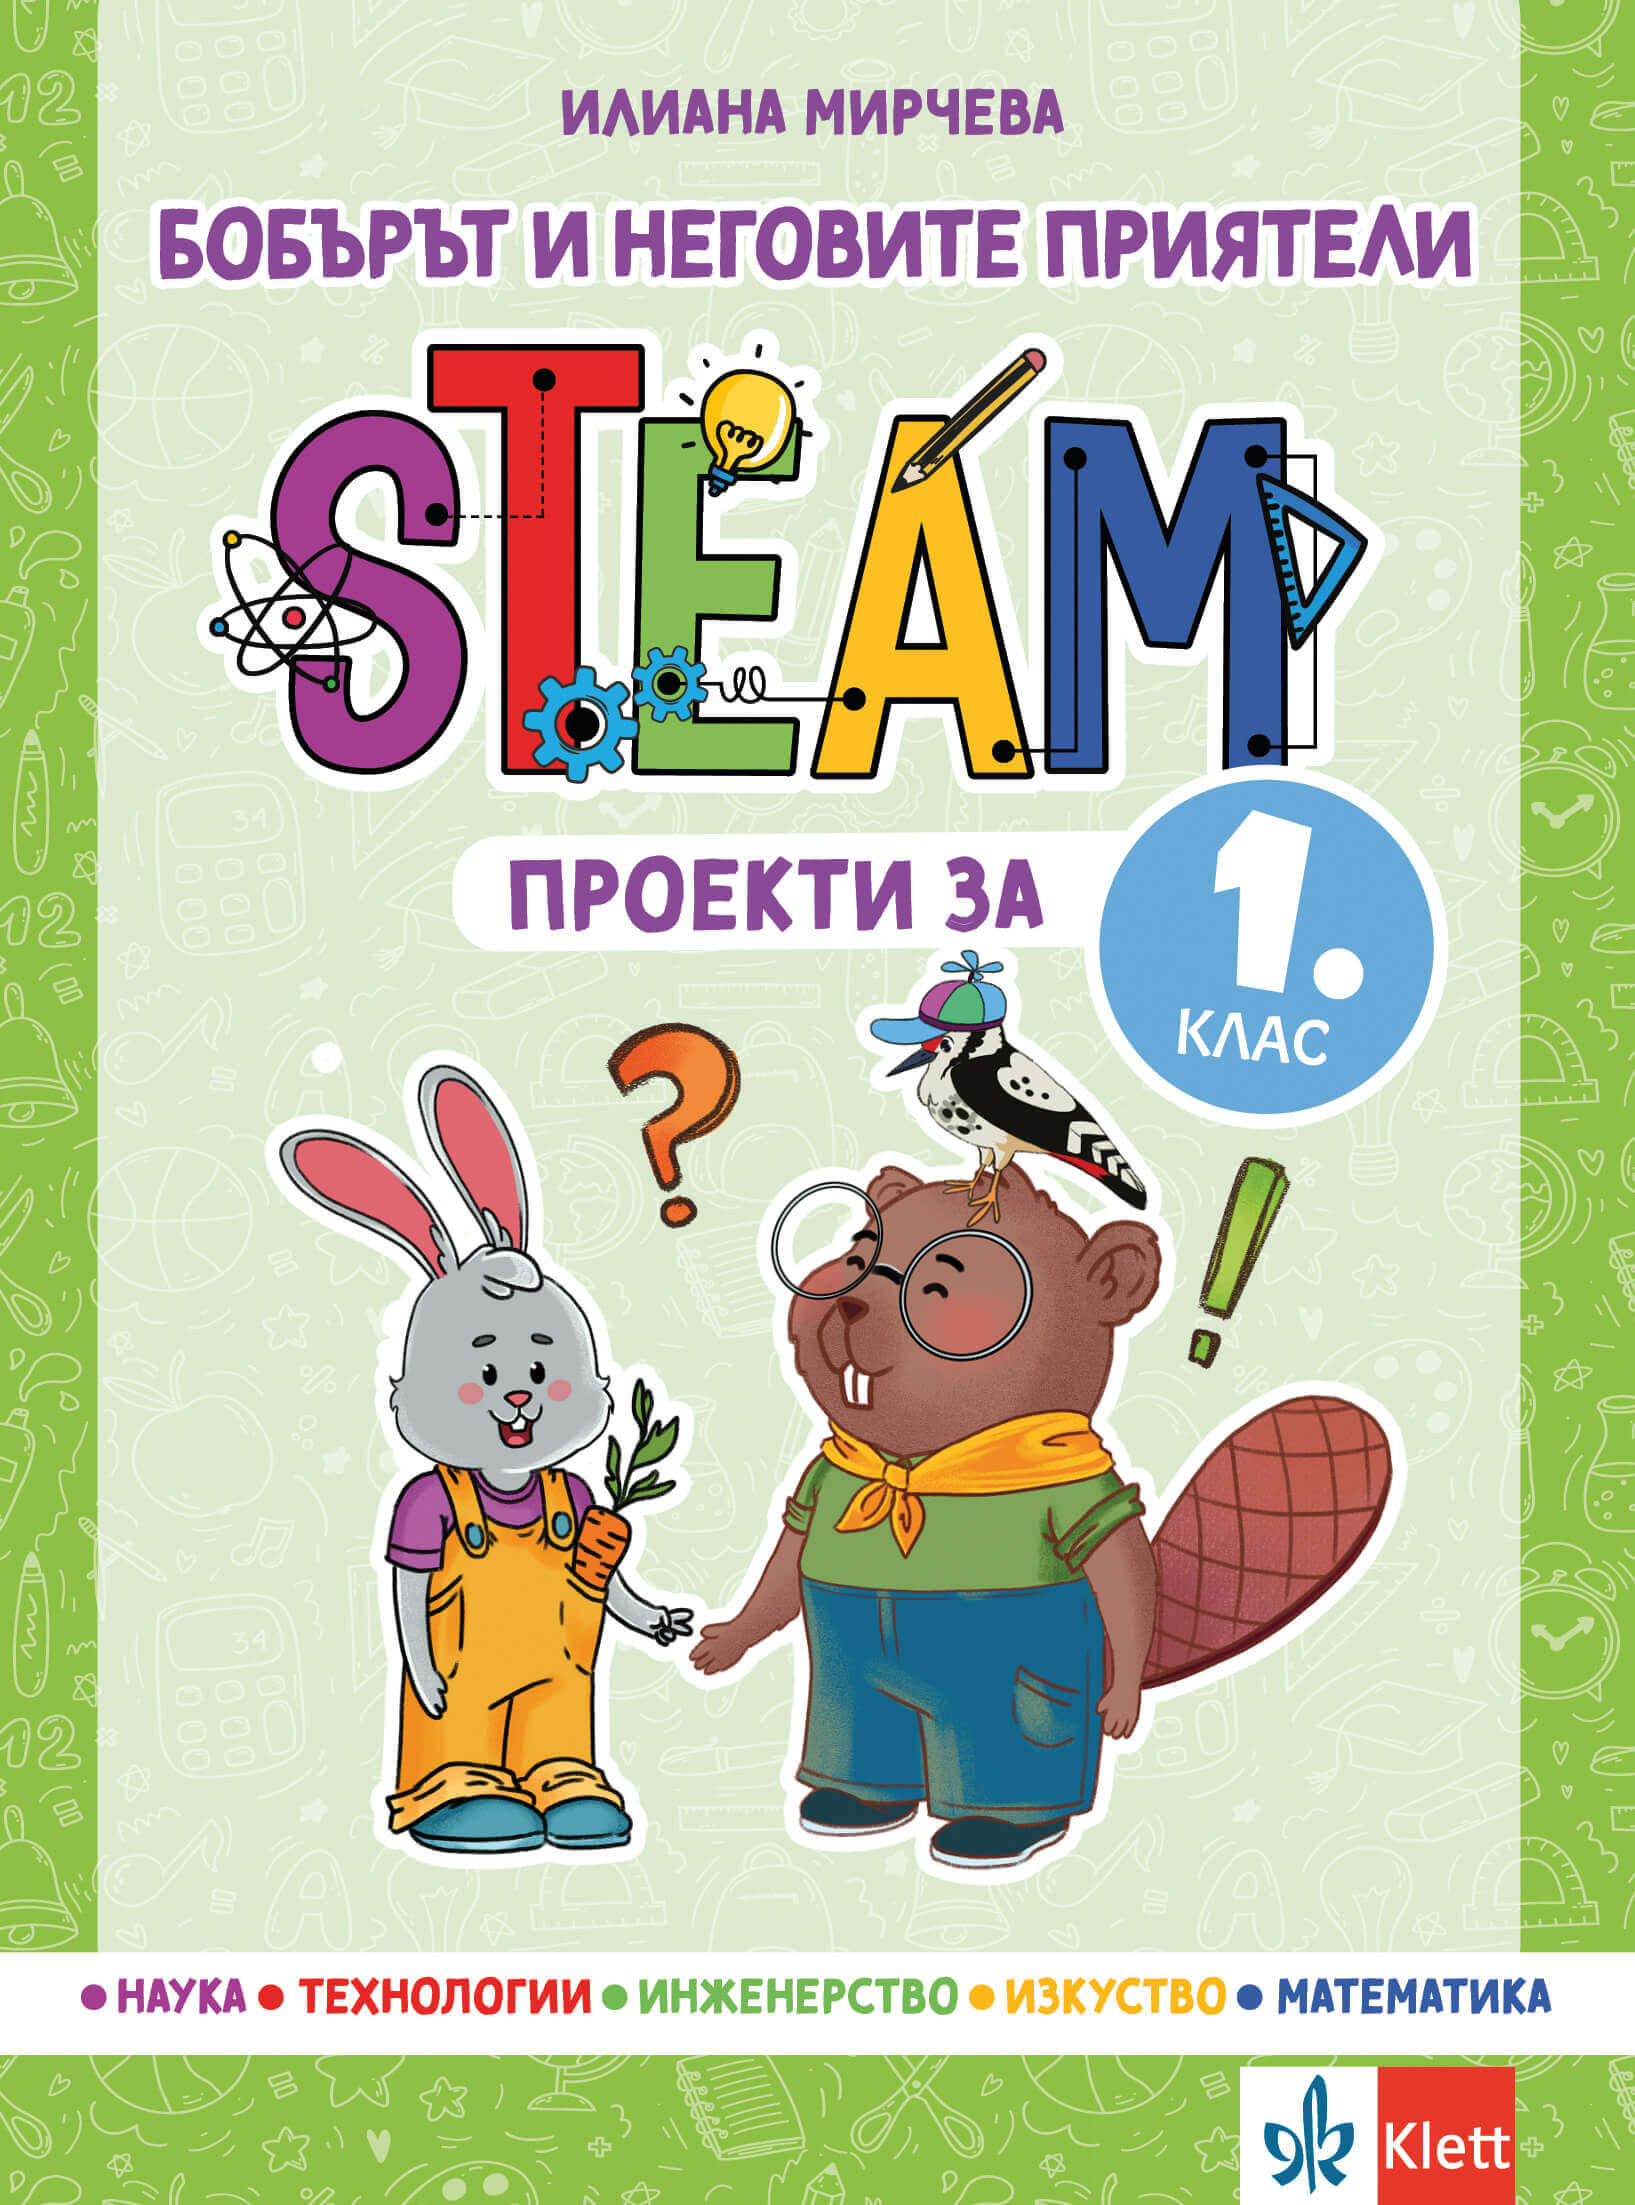 ИЛИАНА МИРЧЕВА
БОБЪРЪТ И НЕГОВИТЕ ПРИЯТЕЛИ
STEAM
ПРОЕКТИ ЗА
1.
КЛАС
?
!
• НАУКА • ТЕХНОЛОГИИ • ИНЖЕНЕРСТВО • ИЗКУСТВО • МАТЕМАТИКА
Klett